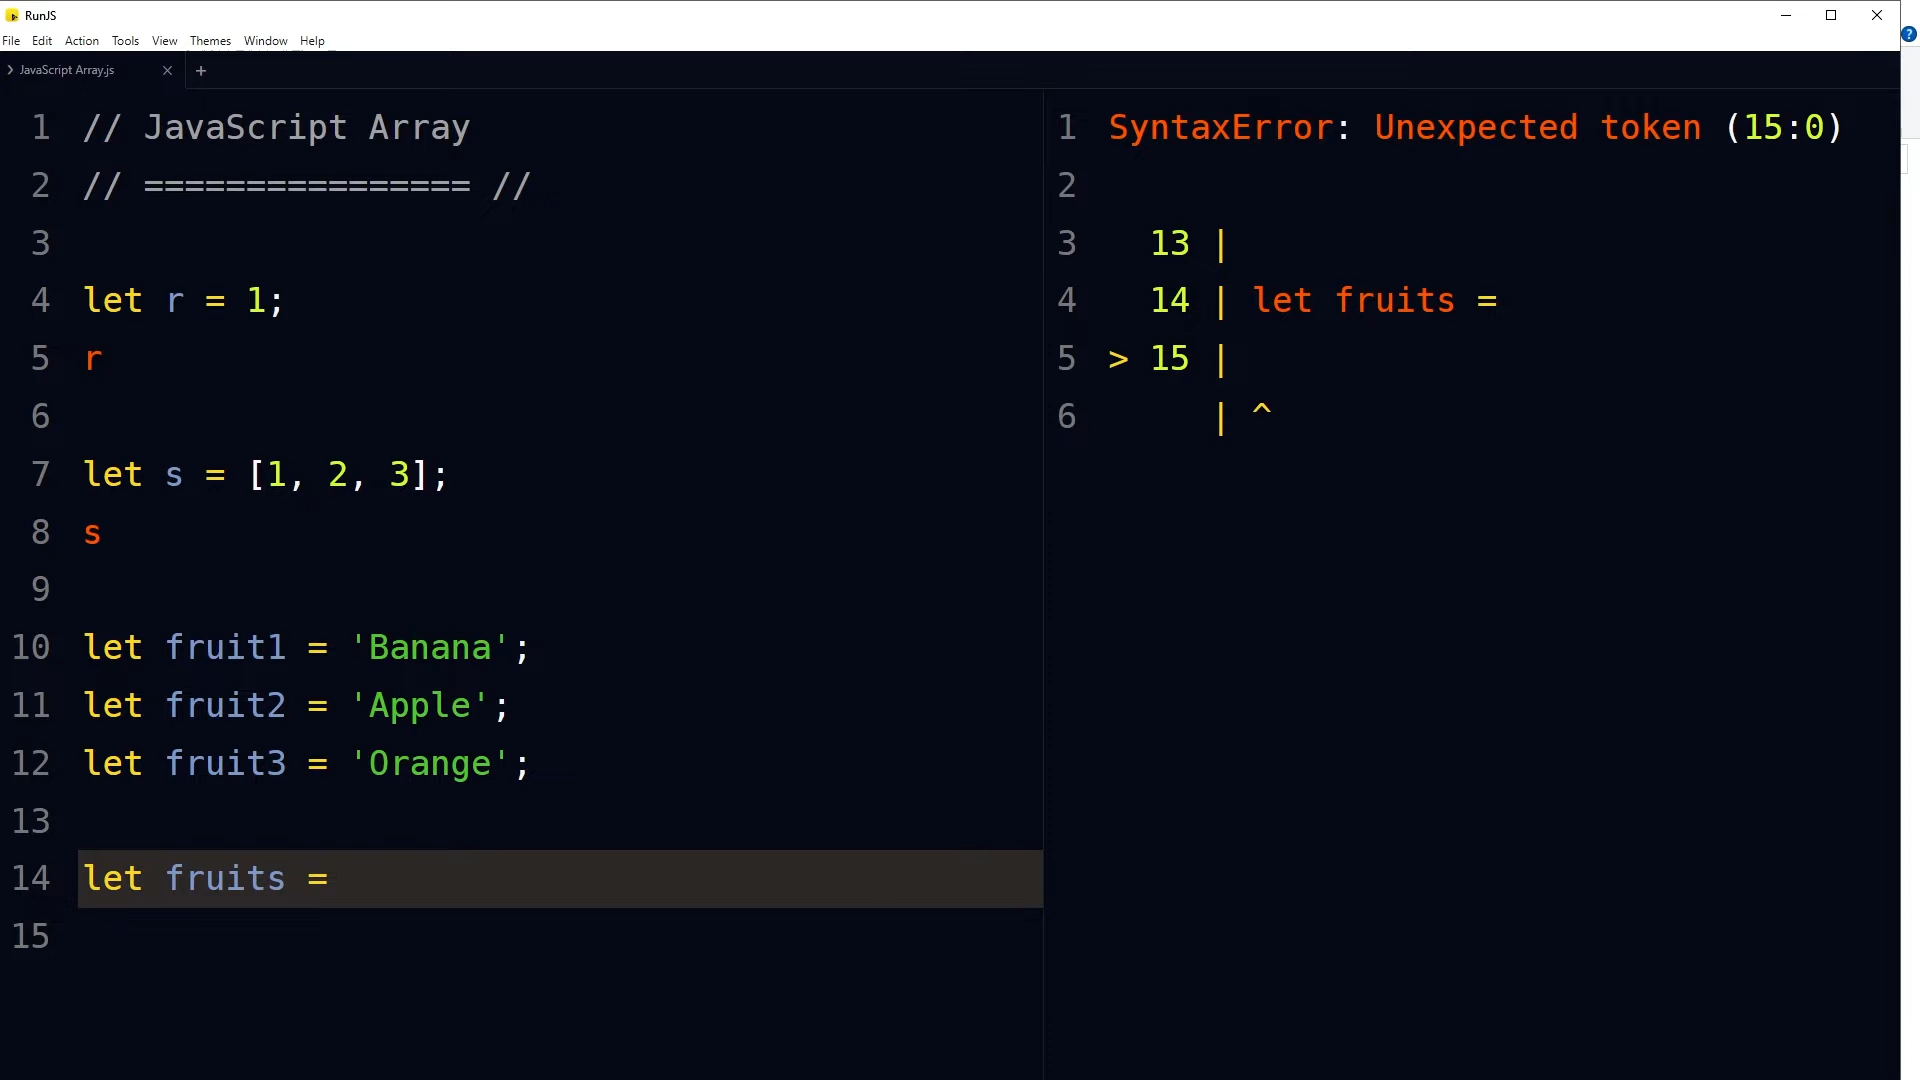 RunJS
File Edit Action Tools View Themes Window Help
JavaScript Array.js
1 // JavaScript Array
2 // ================ //
3
4 let r = 1;
5 r
6
7 let s = [1, 2, 3];
8 s
9
10 let fruit1 = 'Banana';
11 let fruit2 = 'Apple';
12 let fruit3 = 'Orange';
13
14 let fruits =
15
1 SyntaxError: Unexpected token (15:0)
2
3 13 |
4 14 | let fruits =
5 > 15 |
6 | ^
?